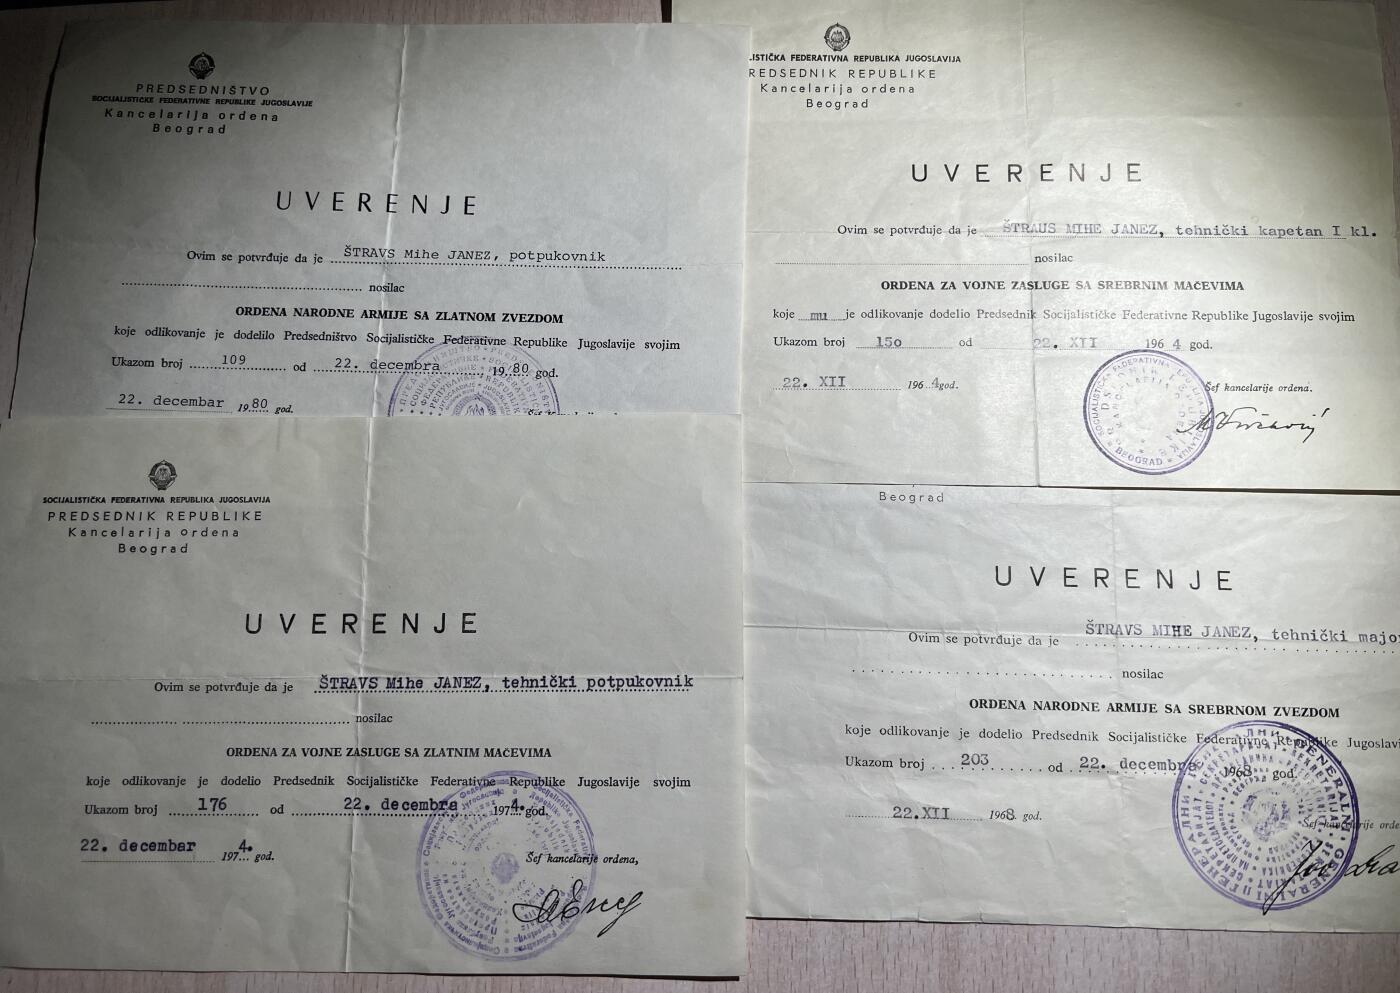 PREDSEDNIŠTVO
SOCIJALISTIČKE FEDERATIVNE REPUBLIKE JUGOSLAVIJE
Kancelarija ordena
Beograd
UVERENJE
Ovim se potvrđuje da je ŠTRAVS Mihe JANEZ, potpukovnik
nosilac
ORDENA NARODNE ARMIJE SA ZLATNOM ZVEZDOM
koje odlikovanje je dodelilo Predsedništvo Socijalističke Federativne Republike Jugoslavije svojim
Ukazom broj 109 od 22. decembra 1980 god.
22. decembar 1980 god.
LISTIČKA FEDERATIVNA REPUBLIKA JUGOSLAVIJA
REDSEDNIK REPUBLIKE
Kancelarija ordena
Beograd
UVERENJE
Ovim se potvrđuje da je ŠTRAUS MIHE JANEZ, tehnički kapetan I kl.
nosilac
ORDENA ZA VOJNE ZASLUGE SA SREBRNIM MAČEVIMA
koje mu je odlikovanje dodelio Predsednik Socijalističke Federativne Republike Jugoslavije svojim
Ukazom broj 15o od 22. XII 1964 god.
22. XII 1964 god.
Šef kancelarije ordena.
BEOGRAD
SOCIJALISTIČKA FEDERATIVNA REPUBLIKA JUGOSLAVIJA
PREDSEDNIK REPUBLIKE
Kancelarija ordena
Beograd
UVERENJE
Ovim se potvrđuje da je ŠTRAVS Mihe JANEZ, tehnički potpukovnik
nosilac
ORDENA ZA VOJNE ZASLUGE SA ZLATNIM MAČEVIMA
koje odlikovanje je dodelio Predsednik Socijalističke Federativne Republike Jugoslavije svojim
Ukazom broj 176 od 22. decembra 1974. god.
22. decembar 1974. god.
Šef kancelarije ordena,
Beograd
UVERENJE
Ovim se potvrđuje da je ŠTRAVS MIHE JANEZ, tehnički majo
nosilac
ORDENA NARODNE ARMIJE SA SREBRNOM ZVEZDOM
koje odlikovanje je dodelio Predsednik Socijalističke Federativne Republike Jugoslavi
Ukazom broj 203 od 22. decembra 1968 god.
22.XII 1968 god.
Šef kancelarije orde